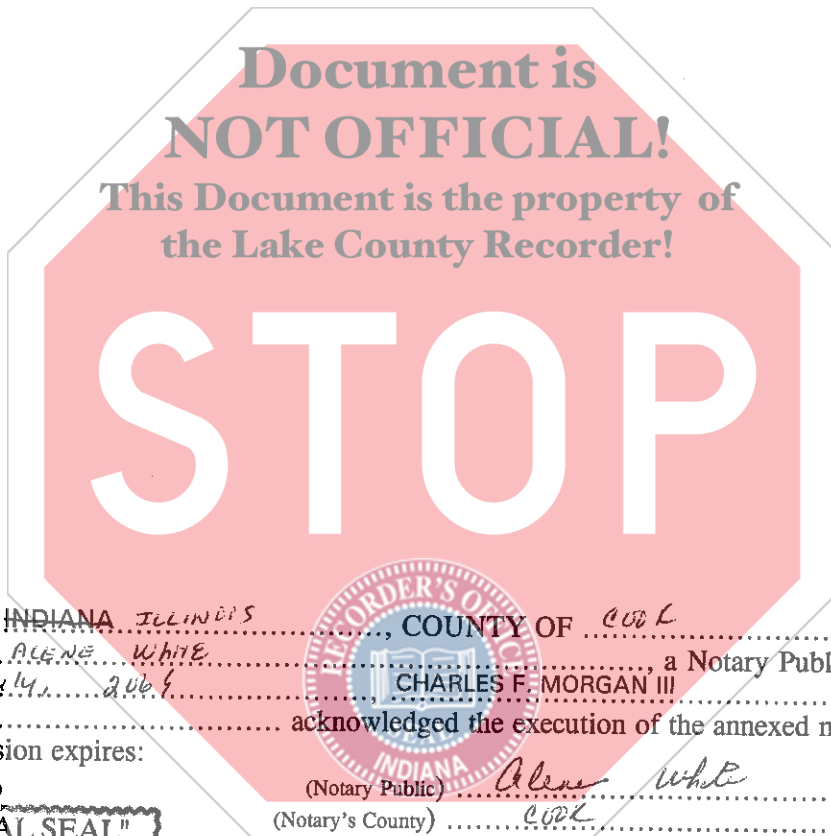 Document is
NOT OFFICIAL!
This Document is the property of
the Lake County Recorder!
STOP
INDIANA ILLINOIS ............, COUNTY OF COOK ............
ALENE WHITE ............, a Notary Publ
14, ............, CHARLES F. MORGAN III
............ acknowledged the execution of the annexed m
sion expires:
RECORDER'S OFFICE
SEAL
INDIANA
(Notary Public) Alene White
(Notary's County) COOK
AL SEAL"